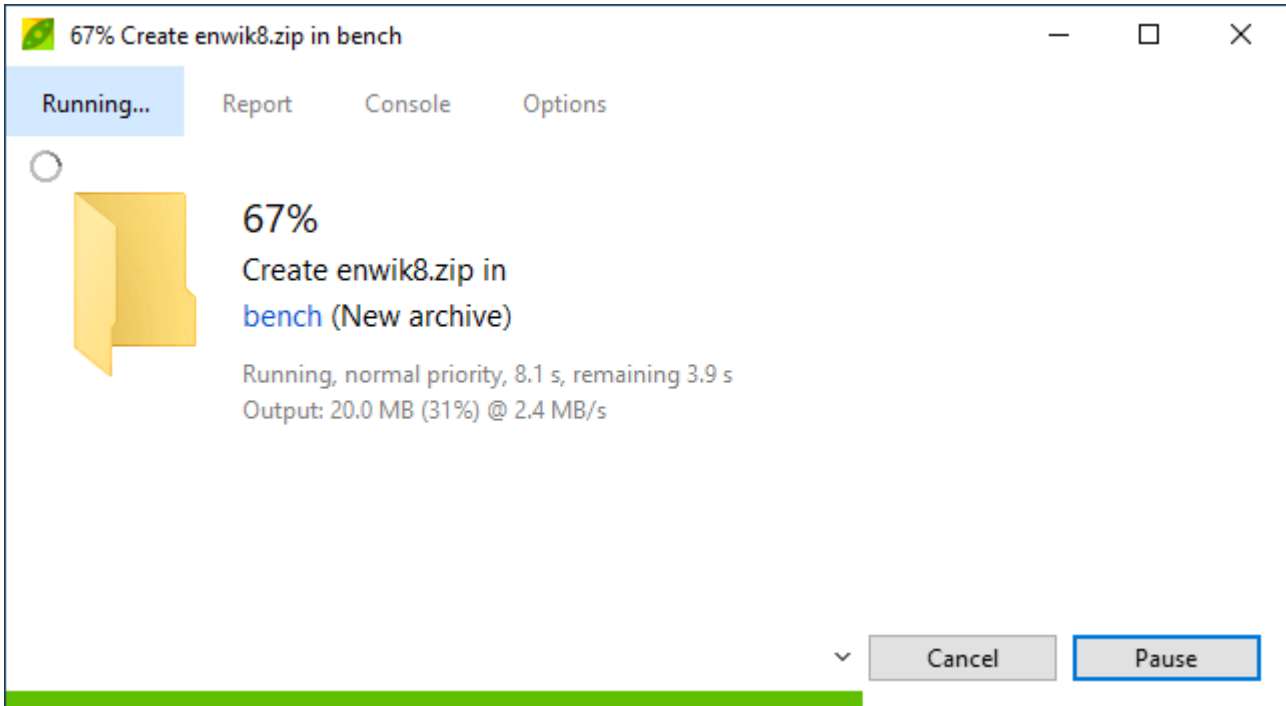 67% Create enwik8.zip in bench
Running... Report Console Options
67%
Create enwik8.zip in
bench (New archive)
Running, normal priority, 8.1 s, remaining 3.9 s
Output: 20.0 MB (31%) @ 2.4 MB/s
Cancel Pause